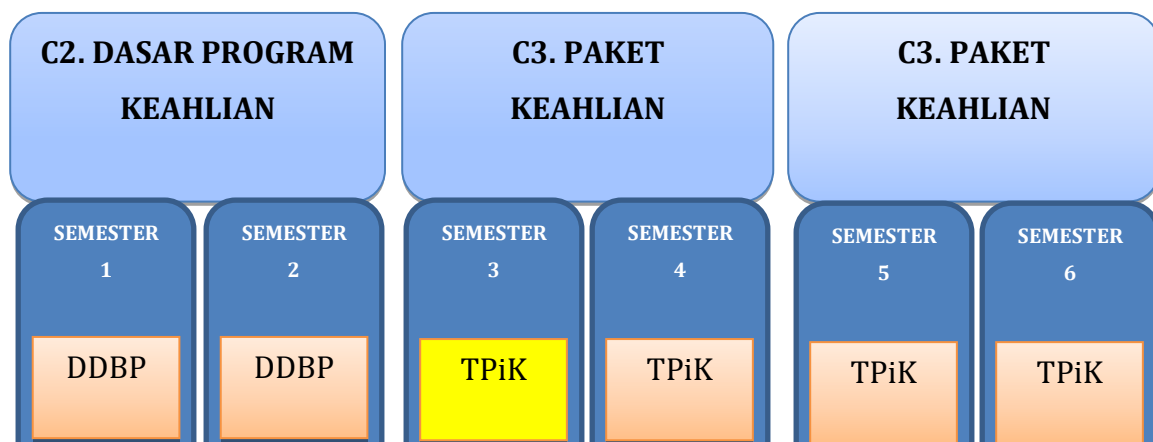 C2. DASAR PROGRAM
KEAHLIAN
C3. PAKET
KEAHLIAN
C3. PAKET
KEAHLIAN
SEMESTER
1
SEMESTER
2
SEMESTER
3
SEMESTER
4
SEMESTER
5
SEMESTER
6
DDBP
DDBP
TPiK
TPiK
TPiK
TPiK